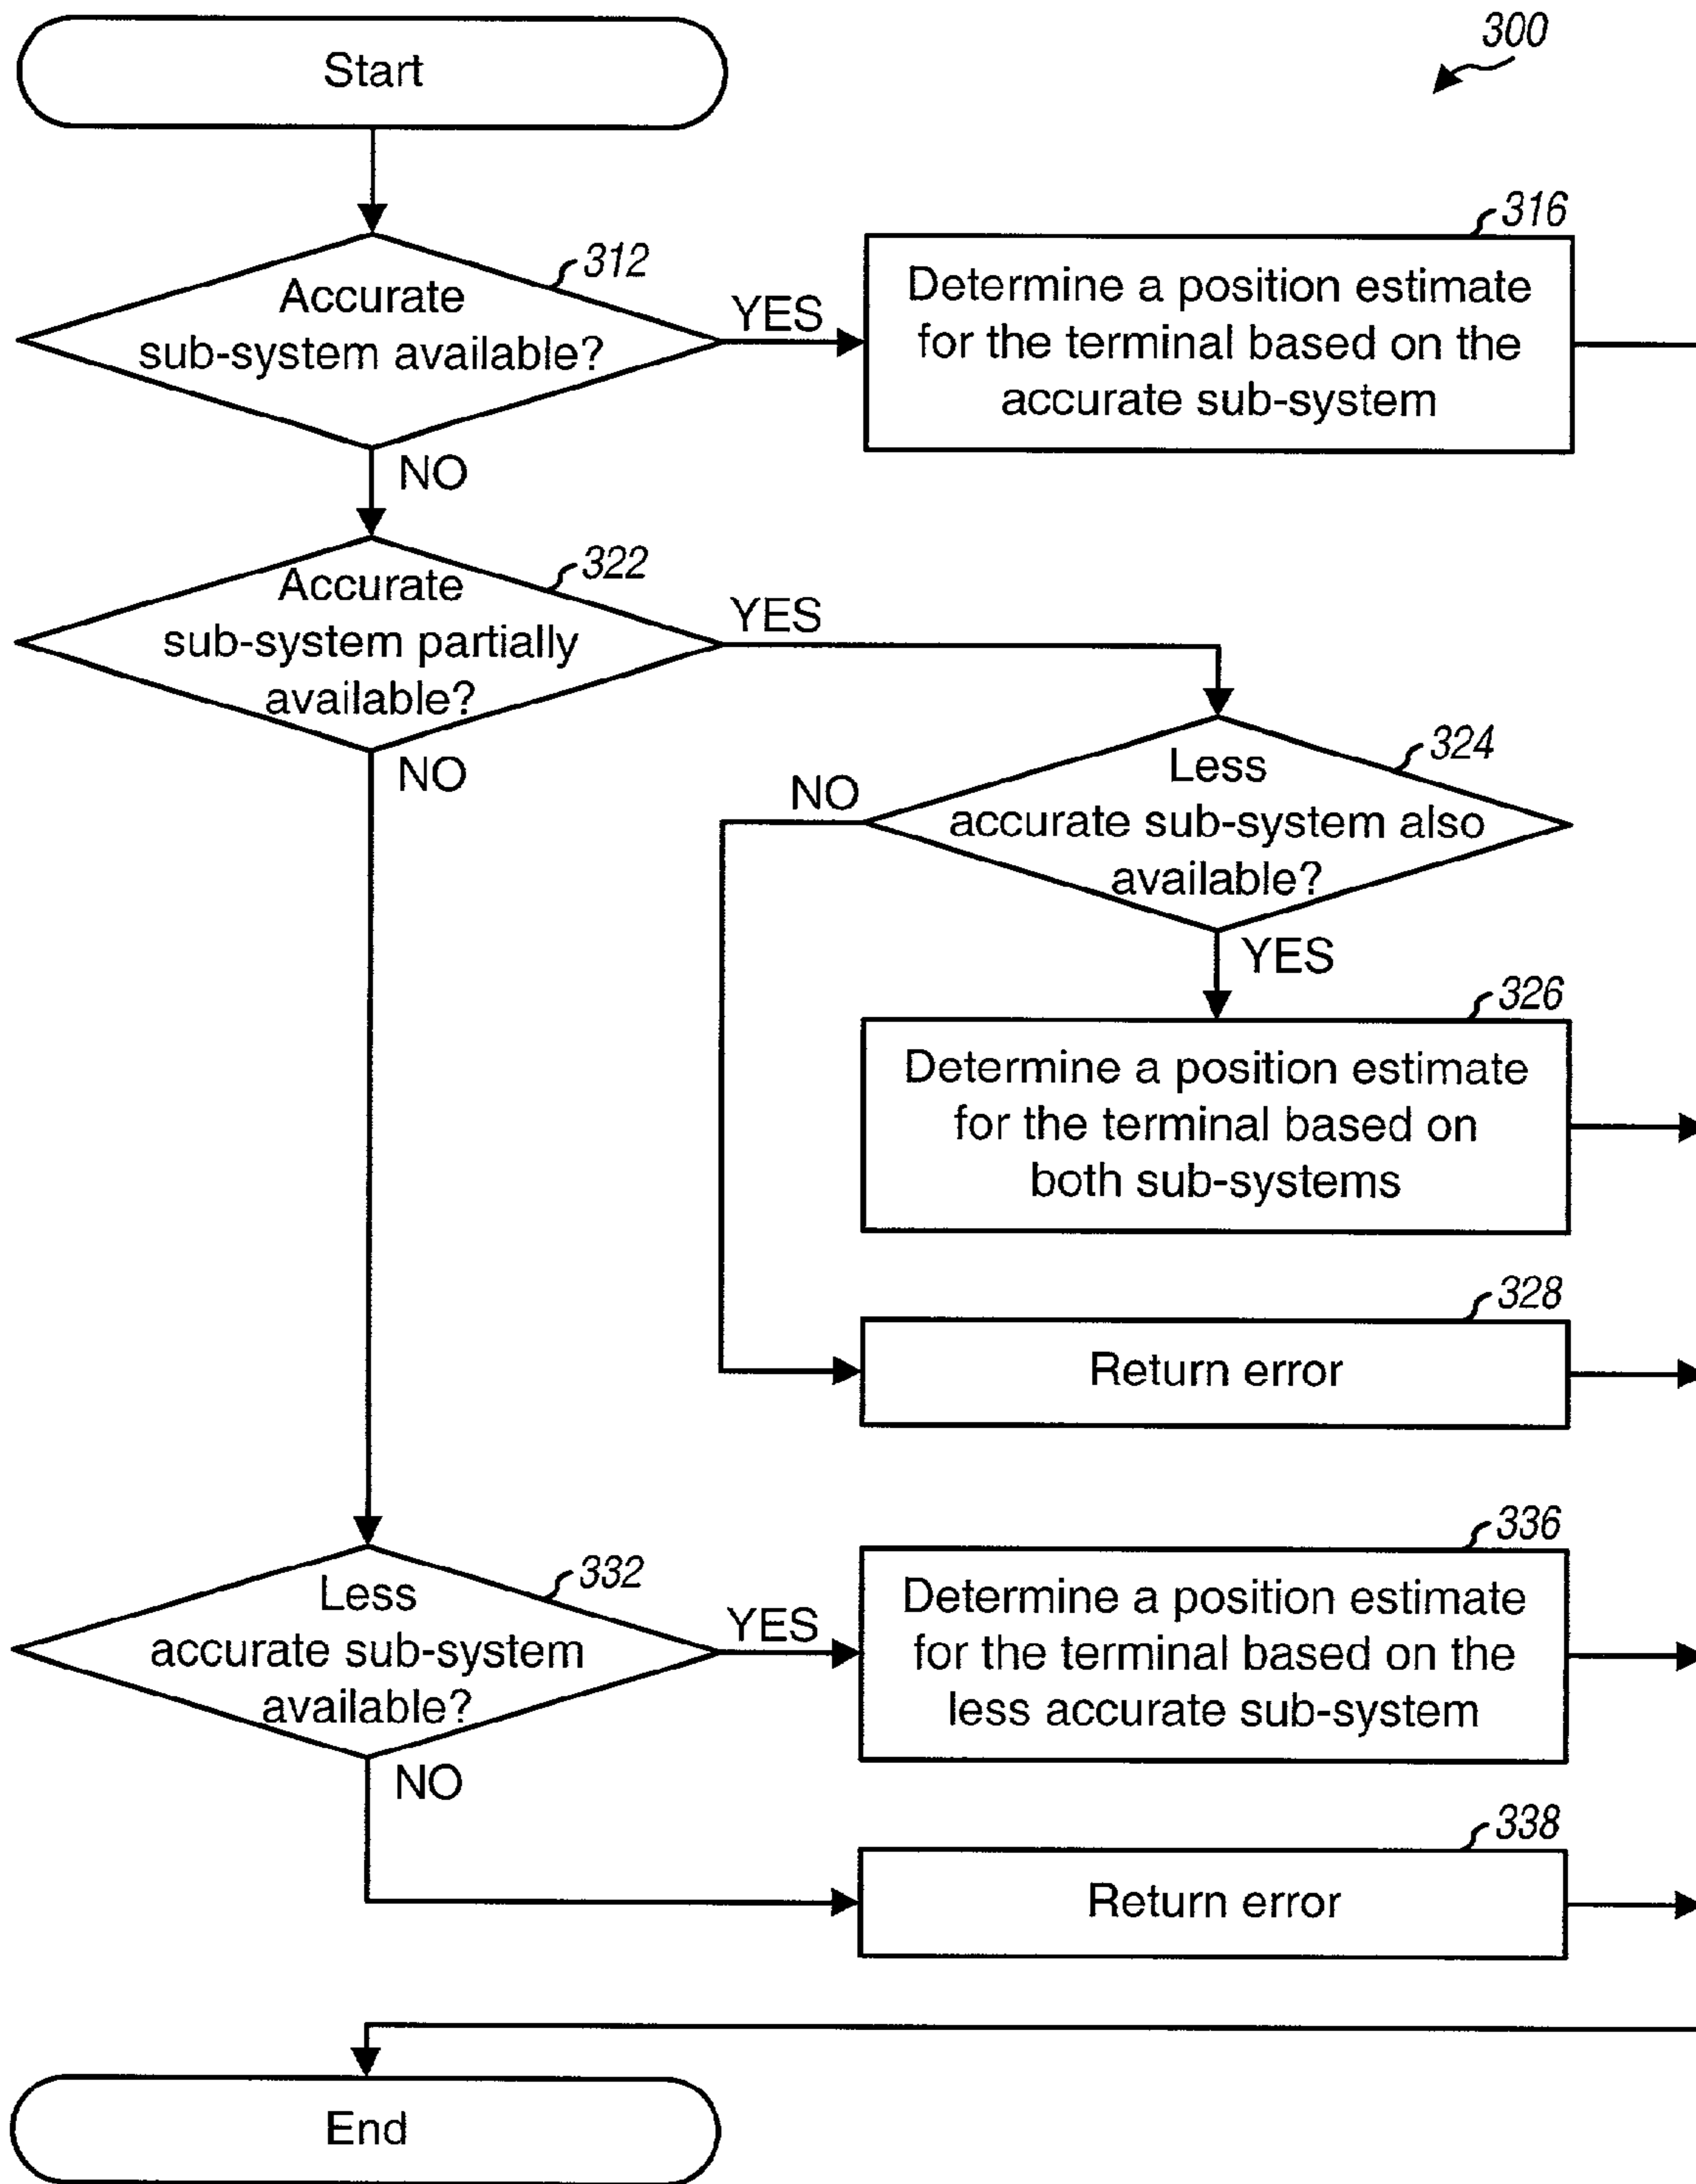 300
Start
312
Accurate
sub-system available?
YES
NO
316
Determine a position estimate
for the terminal based on the
accurate sub-system
322
Accurate
sub-system partially
available?
YES
NO
324
Less
accurate sub-system also
available?
NO
YES
326
Determine a position estimate
for the terminal based on
both sub-systems
328
Return error
332
Less
accurate sub-system
available?
YES
NO
336
Determine a position estimate
for the terminal based on the
less accurate sub-system
338
Return error
End